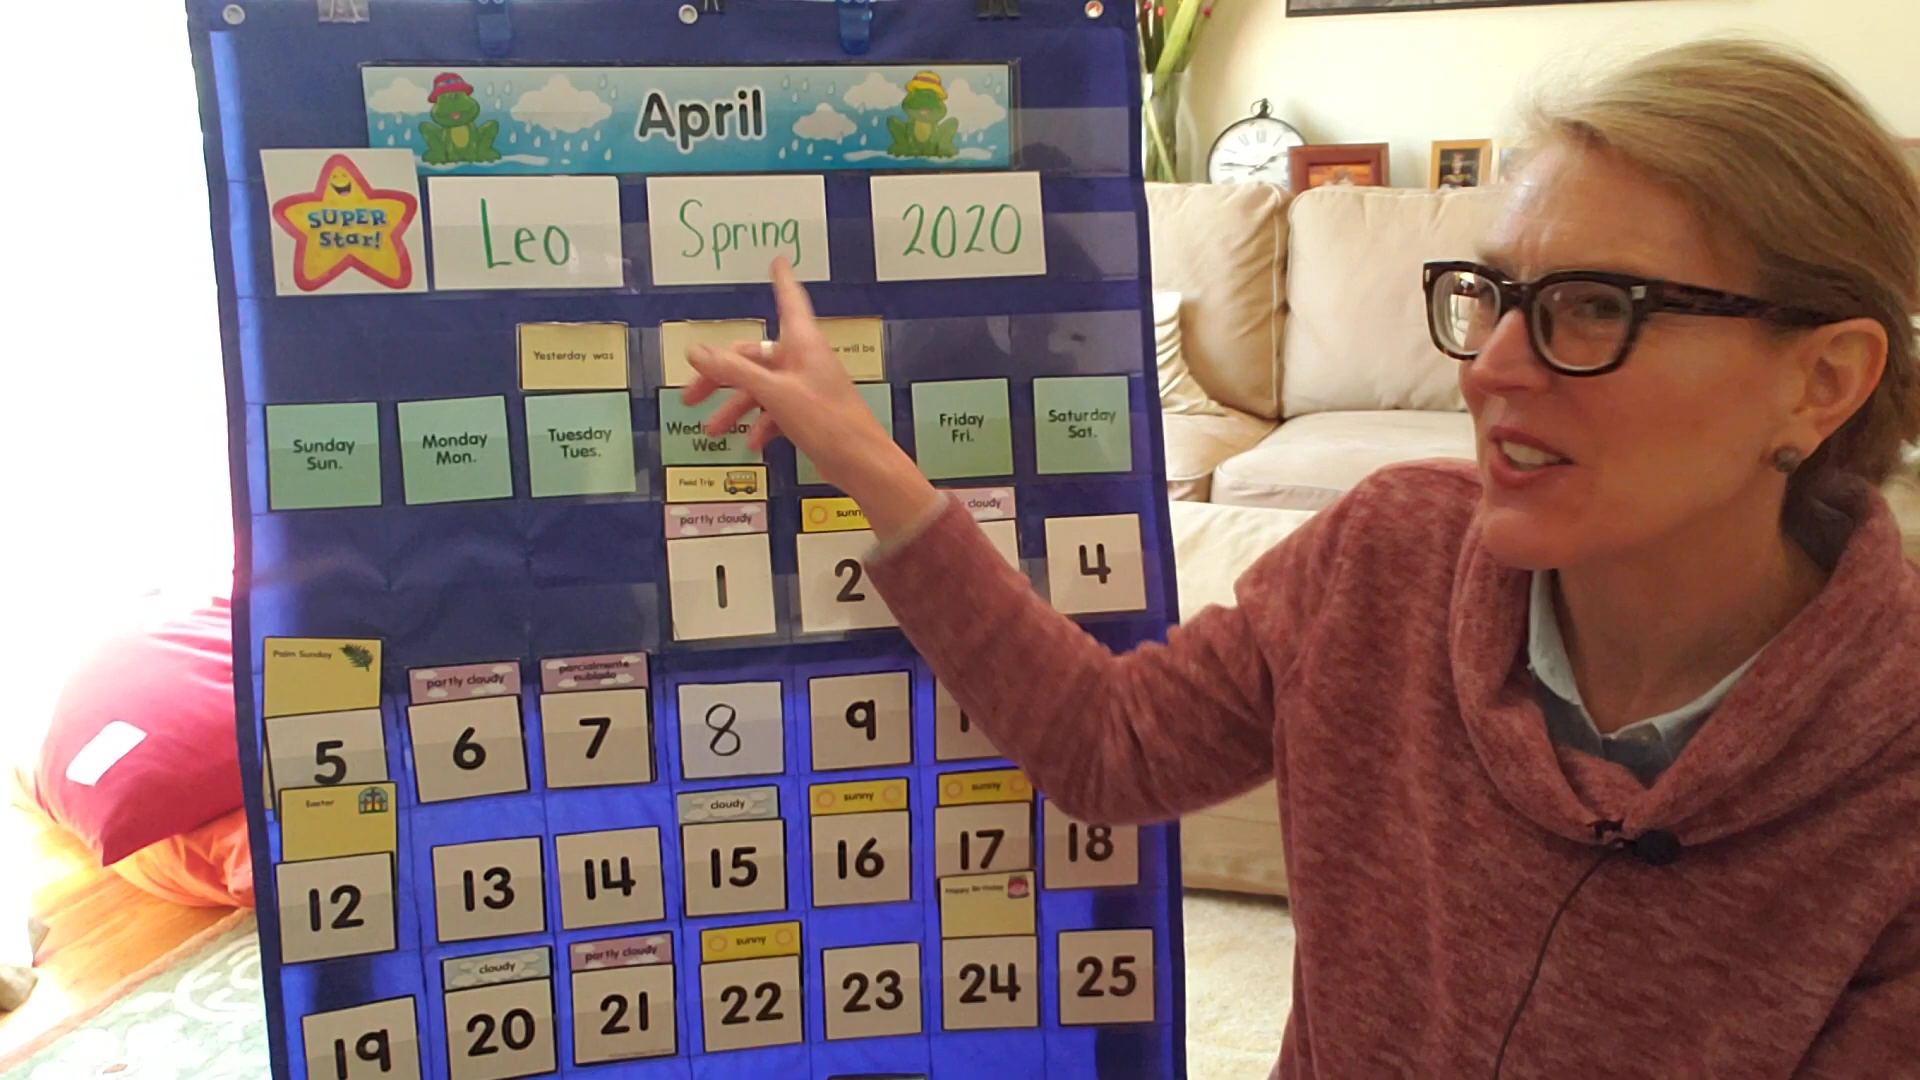 April
SUPER
Star!
Leo
Spring
2020
Yesterday was
will be
Sunday
Sun.
Monday
Mon.
Tuesday
Tues.
Wed.
Friday
Fri.
Saturday
Sat.
Field Trip
partly cloudy
cloudy
1
2
4
Palm Sunday
partly cloudy
parcialmente
nublado
5
6
7
8
9
Easter
cloudy
sunny
sunny
12
13
14
15
16
17
18
Happy Birthday
cloudy
partly cloudy
sunny
19
20
21
22
23
24
25